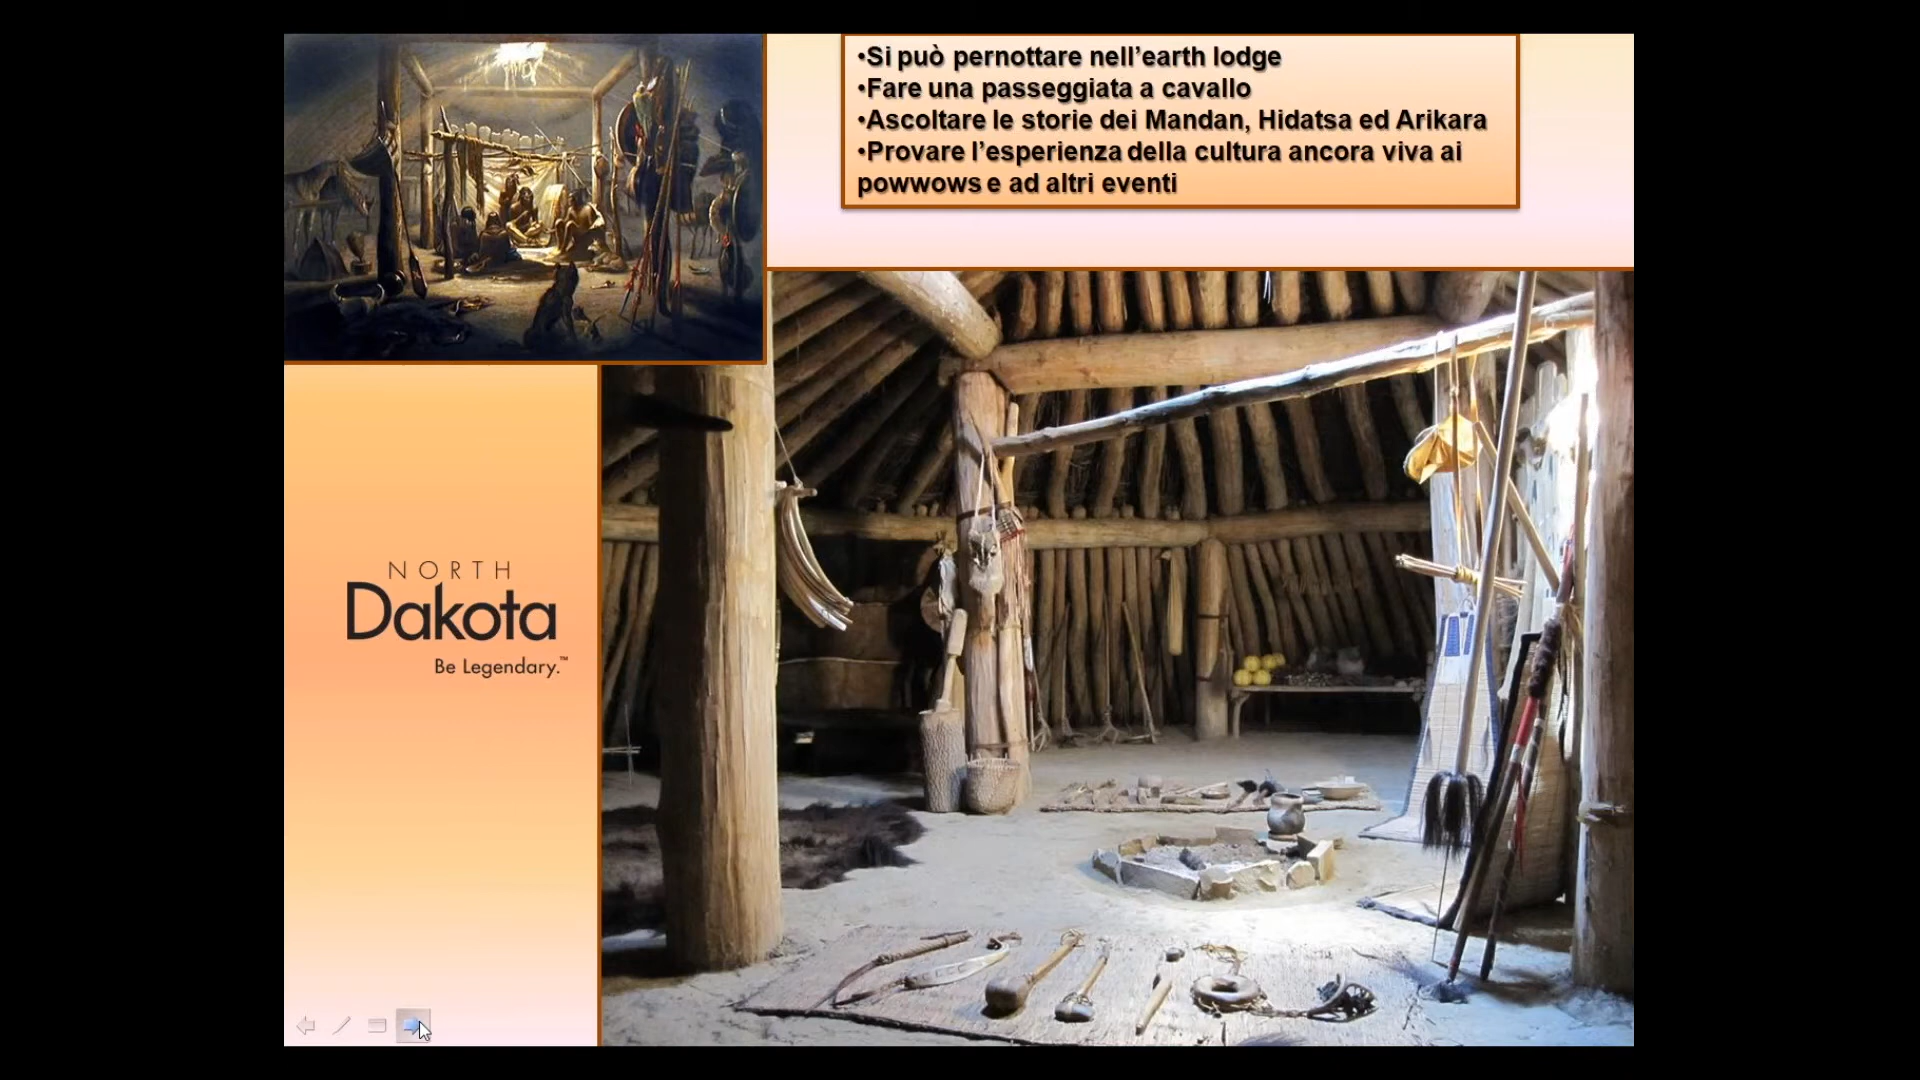 •Si può pernottare nell’earth lodge
•Fare una passeggiata a cavallo
•Ascoltare le storie dei Mandan, Hidatsa ed Arikara
•Provare l’esperienza della cultura ancora viva ai
powwows e ad altri eventi
NORTH
Dakota
Be Legendary.™